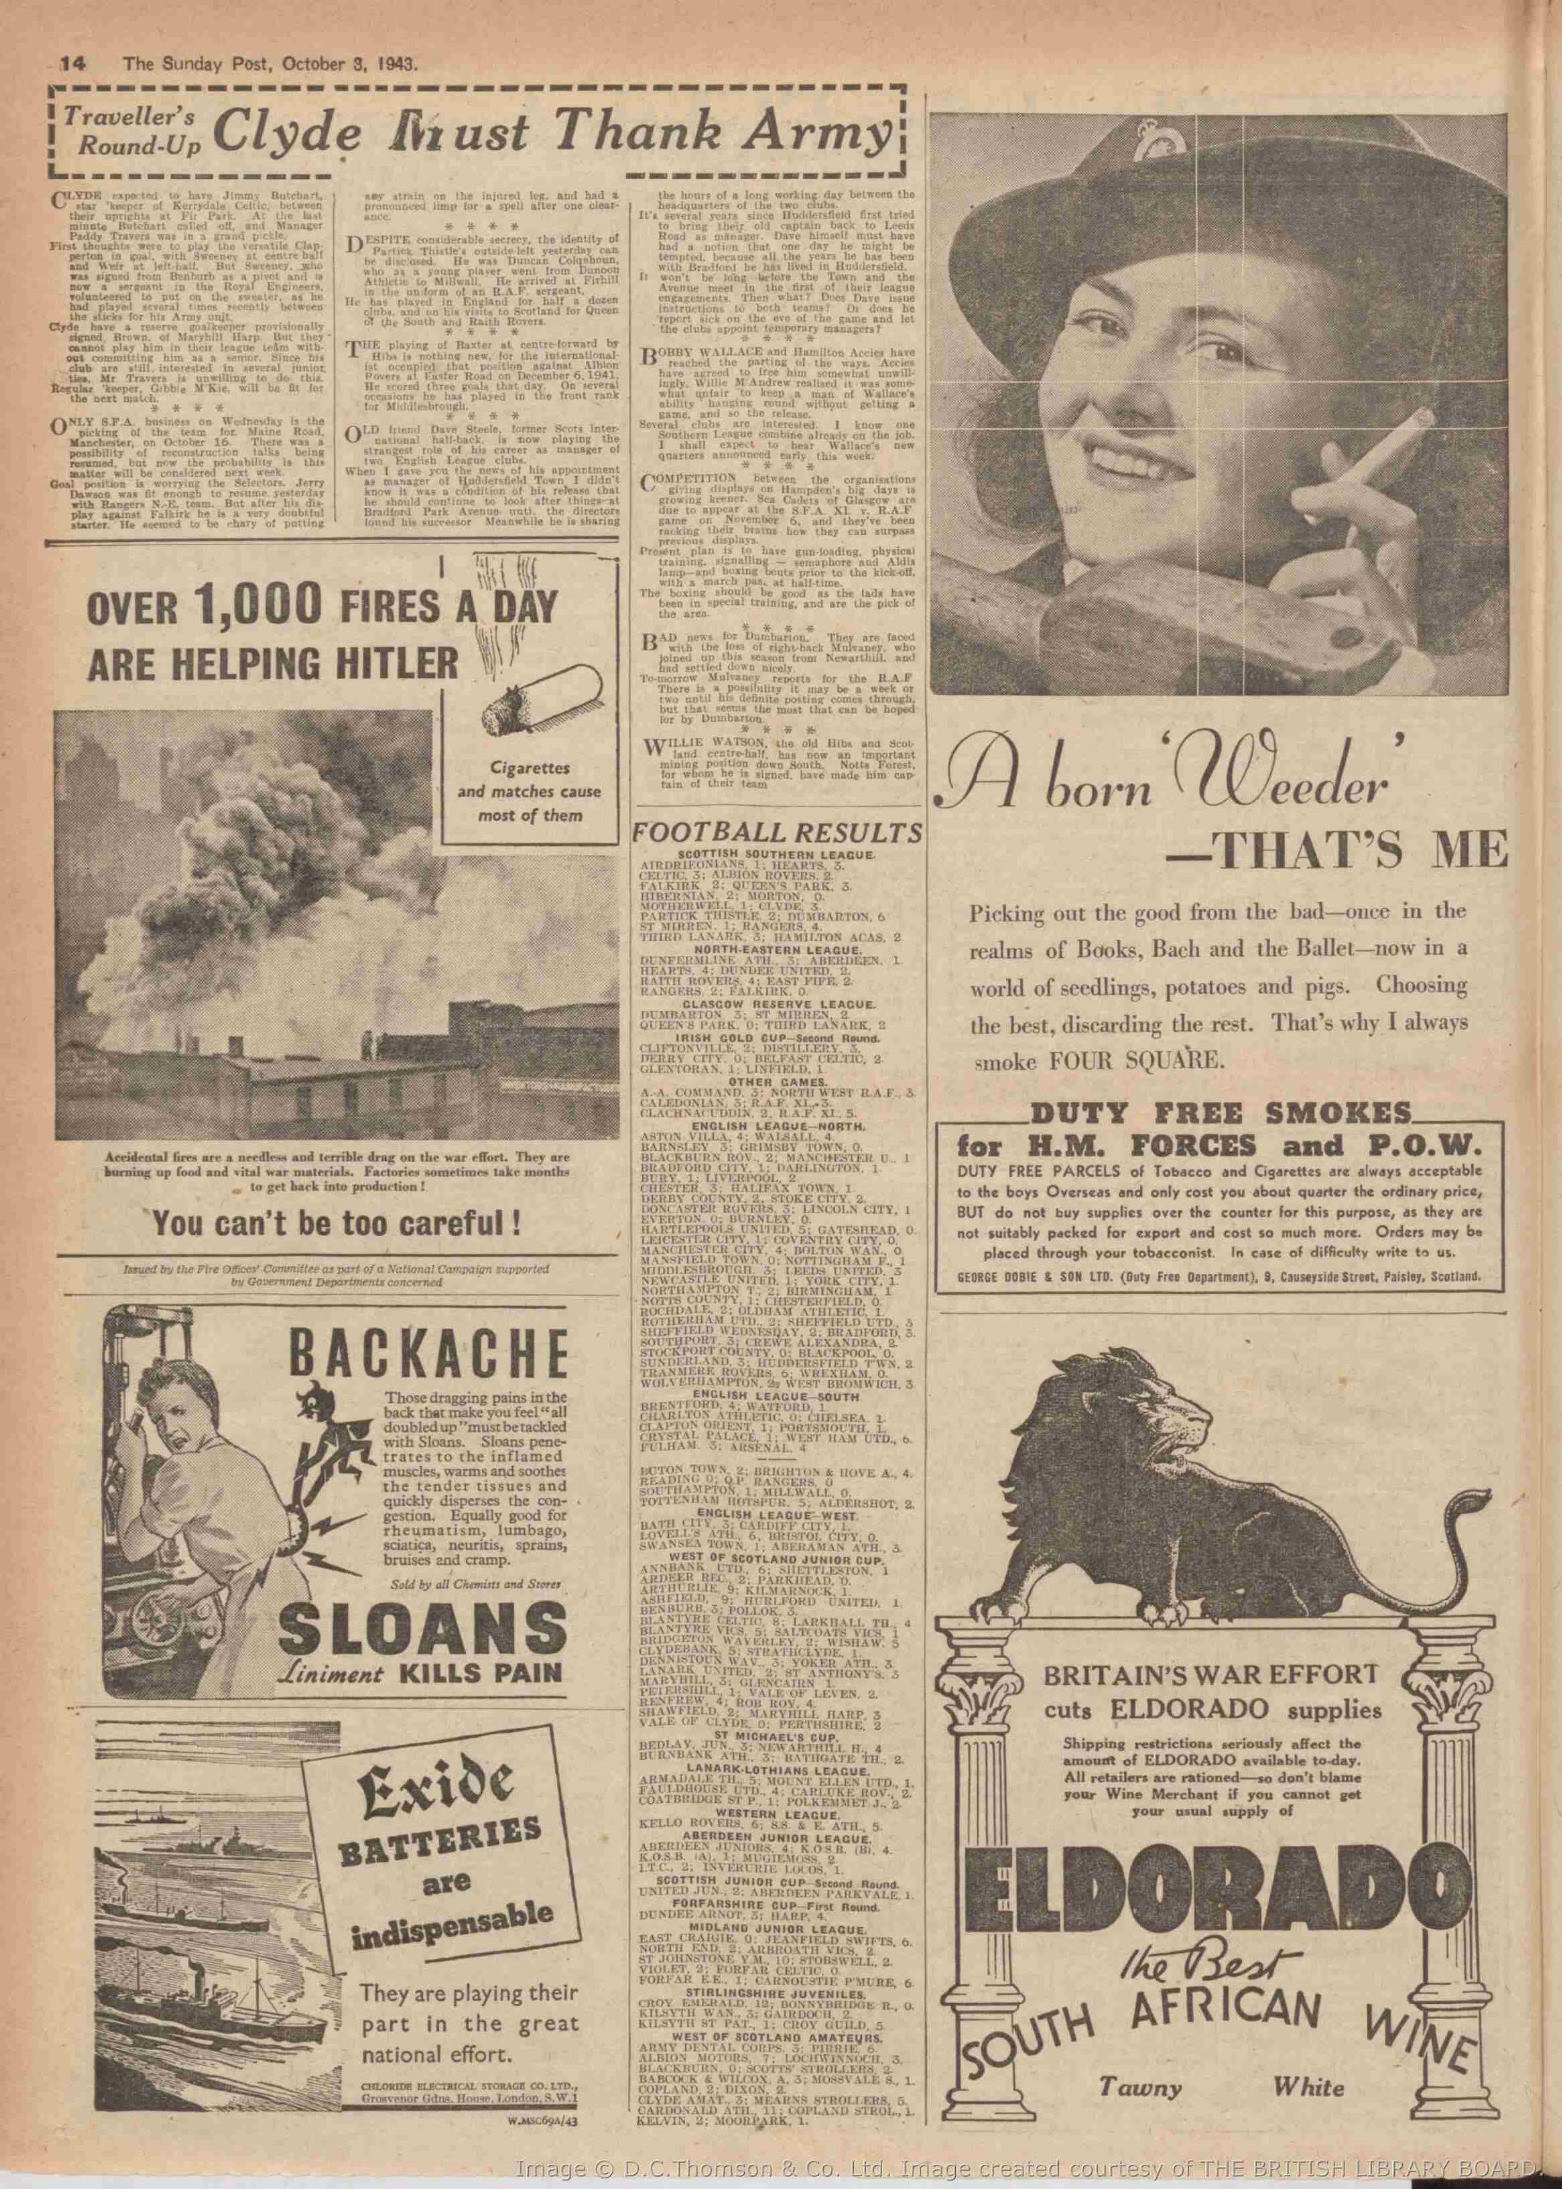 14 The Sunday Post, October 3, 1943.
Traveller's
Round-Up
Clyde Must Thank Army
CLYDE expected to have Jimmy Butchart,
star 'keeper of Kerrydale Celtic, between
their uprights at Fir Park. At the last
minute Butchart called off, and Manager
Paddy Travers was in a grand pickle.
First thoughts were to play the versatile Clap-
perton in goal, with Sweeney at centre half
and Weir at left-half. But Sweeney, who
was signed from Benburb as a pivot and is
now a sergeant in the Royal Engineers,
volunteered to put on the sweater, as he
had played several times recently between
the sticks for his Army unit.
Clyde have a reserve goalkeeper provisionally
signed, Brown, of Maryhill Harp. But they
cannot play him in their league team with-
out committing him as a senior. Since his
club are still interested in several junior
ties, Mr Travers is unwilling to do this.
Regular 'keeper, Gibbie M'Kie, will be fit for
the next match.
* * * *
ONLY S.F.A. business on Wednesday is the
picking of the team for Maine Road,
Manchester, on October 16. There was a
possibility of reconstruction talks being
resumed, but now the probability is this
matter will be considered next week.
Goal position is worrying the Selectors. Jerry
Dawson was fit enough to resume yesterday
with Rangers N.-E. team. But after his dis-
play against Falkirk he is a very doubtful
starter. He seemed to be chary of putting
any strain on the injured leg, and had a
pronounced limp for a spell after one clear-
ance.
* * * *
DESPITE considerable secrecy, the identity of
Partick Thistle's outside-left yesterday can
be disclosed. He was Duncan Colquhoun,
who as a young player went from Dunoon
Athletic to Millwall. He arrived at Firhill
in the uniform of an R.A.F. sergeant.
He has played in England for half a dozen
clubs, and on his visits to Scotland for Queen
of the South and Raith Rovers.
* * * *
THE playing of Baxter at centre-forward by
Hibs is nothing new, for the international-
ist occupied that position against Albion
Rovers at Easter Road on December 6, 1941.
He scored three goals that day. On several
occasions he has played in the front rank
for Middlesbrough.
* * * *
OLD friend Dave Steele, former Scots inter-
national half-back, is now playing the
strangest role of his career as manager of
two English League clubs.
When I gave you the news of his appointment
as manager of Huddersfield Town I didn't
know it was a condition of his release that
he should continue to look after things at
Bradford Park Avenue until the directors
found his successor Meanwhile he is sharing
the hours of a long working day between the
headquarters of the two clubs.
It's several years since Huddersfield first tried
to bring their old captain back to Leeds
Road as manager. Dave himself must have
had a notion that one day he might be
tempted, because all the years he has been
with Bradford he has lived in Huddersfield.
It won't be long before the Town and the
Avenue meet in the first of their league
engagements. Then what? Does Dave issue
instructions to both teams? Or does he
report sick on the eve of the game and let
the clubs appoint temporary managers?
* * * *
BOBBY WALLACE and Hamilton Accies have
reached the parting of the ways. Accies
have agreed to free him somewhat unwill-
ingly. Willie M'Andrew realised it was some-
what unfair to keep a man of Wallace's
ability hanging round without getting a
game, and so the release.
Several clubs are interested. I know one
Southern League combine already on the job.
I shall expect to hear Wallace's new
quarters announced early this week.
* * * *
COMPETITION between the organisations
giving displays on Hampden's big days is
growing keener. Sea Cadets of Glasgow are
due to appear at the S.F.A. XI. v. R.A.F
game on November 6, and they've been
racking their brains how they can surpass
previous displays.
Present plan is to have gun-loading, physical
training, signalling — semaphore and Aldis
lamp—and boxing bouts prior to the kick-off,
with a march past at half-time.
The boxing should be good as the lads have
been in special training, and are the pick of
the area.
* * * *
BAD news for Dumbarton. They are faced
with the loss of right-back Mulvaney, who
joined up this season from Newarthill, and
had settled down nicely.
To-morrow Mulvaney reports for the R.A.F
There is a possibility it may be a week or
two until his definite posting comes through,
but that seems the most that can be hoped
for by Dumbarton.
* * * *
WILLIE WATSON, the old Hibs and Scot-
land centre-half, has now an important
mining position down South. Notts Forest,
for whom he is signed, have made him cap-
tain of their team
OVER 1,000 FIRES A DAY
ARE HELPING HITLER
Cigarettes
and matches cause
most of them
Accidental fires are a needless and terrible drag on the war effort. They are
burning up food and vital war materials. Factories sometimes take months
to get back into production!
You can't be too careful!
Issued by the Fire Offices' Committee as part of a National Campaign supported
by Government Departments concerned
BACKACHE
Those dragging pains in the
back that make you feel "all
doubled up" must be tackled
with Sloans. Sloans pene-
trates to the inflamed
muscles, warms and soothes
the tender tissues and
quickly disperses the con-
gestion. Equally good for
rheumatism, lumbago,
sciatica, neuritis, sprains,
bruises and cramp.
Sold by all Chemists and Stores
SLOANS
Liniment KILLS PAIN
Exide
BATTERIES
are
indispensable
They are playing their
part in the great
national effort.
CHLORIDE ELECTRICAL STORAGE CO. LTD.,
Grosvenor Gdns. House, London, S.W.1
W.MSC69A/43
FOOTBALL RESULTS
SCOTTISH SOUTHERN LEAGUE.
AIRDRIEONIANS, 1; HEARTS, 3.
CELTIC, 3; ALBION ROVERS, 2.
FALKIRK 2; QUEEN'S PARK, 3.
HIBERNIAN, 2; MORTON, 0.
MOTHERWELL, 1; CLYDE, 3.
PARTICK THISTLE, 2; DUMBARTON, 6
ST MIRREN, 1; RANGERS, 4.
THIRD LANARK, 3; HAMILTON ACAS, 2
NORTH-EASTERN LEAGUE.
DUNFERMLINE ATH., 3; ABERDEEN, 1.
HEARTS, 4; DUNDEE UNITED, 2.
RAITH ROVERS, 4; EAST FIFE, 2.
RANGERS, 2; FALKIRK, 0.
GLASGOW RESERVE LEAGUE.
DUMBARTON 3; ST MIRREN, 2
QUEEN'S PARK, 0; THIRD LANARK, 2
IRISH GOLD CUP—Second Round.
CLIFTONVILLE, 2; DISTILLERY, 3.
DERRY CITY, 0; BELFAST CELTIC, 2
GLENTORAN, 1; LINFIELD, 1
OTHER GAMES.
A.-A. COMMAND, 3; NORTH WEST R.A.F., 3.
CALEDONIAN, 3; R.A.F. XI., 3.
CLACHNACUDDIN, 2, R.A.F. XI. 5.
ENGLISH LEAGUE—NORTH.
ASTON VILLA, 4; WALSALL, 4.
BARNSLEY 3; GRIMSBY TOWN, 0.
BLACKBURN ROV., 2; MANCHESTER U., 1
BRADFORD CITY, 1; DARLINGTON, 1
BURY, 1; LIVERPOOL, 2
CHESTER, 3; HALIFAX TOWN, 1
DERBY COUNTY, 2, STOKE CITY, 2.
DONCASTER ROVERS, 3; LINCOLN CITY, 1
EVERTON, 0; BURNLEY, 0.
HARTLEPOOLS UNITED, 5; GATESHEAD, 0.
LEICESTER CITY, 1; COVENTRY CITY, 0.
MANCHESTER CITY, 4; BOLTON WAN., 0
MANSFIELD TOWN, 0; NOTTINGHAM F., 1
MIDDLESBROUGH, 3; LEEDS UNITED, 3
NEWCASTLE UNITED, 1; YORK CITY, 1
NORTHAMPTON T., 2; BIRMINGHAM, 1
NOTTS COUNTY, 1; CHESTERFIELD, 0.
ROCHDALE, 2; OLDHAM ATHLETIC, 1
ROTHERHAM UTD., 2; SHEFFIELD UTD., 3
SHEFFIELD WEDNESDAY, 2; BRADFORD, 3.
SOUTHPORT, 3; CREWE ALEXANDRA, 2.
STOCKPORT COUNTY, 0; BLACKPOOL, 0.
SUNDERLAND, 3; HUDDERSFIELD T'WN, 2
TRANMERE ROVERS, 6; WREXHAM, 0.
WOLVERHAMPTON, 2; WEST BROMWICH, 3
ENGLISH LEAGUE—SOUTH
BRENTFORD, 4; WATFORD, 1
CHARLTON ATHLETIC, 0; CHELSEA, 1.
CLAPTON ORIENT, 1; PORTSMOUTH, 1.
CRYSTAL PALACE, 1; WEST HAM UTD., 6.
FULHAM, 3; ARSENAL, 4
LUTON TOWN, 2; BRIGHTON & HOVE A., 4.
READING 0; Q.P. RANGERS, 0
SOUTHAMPTON, 1; MILLWALL, 0.
TOTTENHAM HOTSPUR, 5; ALDERSHOT, 2.
ENGLISH LEAGUE—WEST.
BATH CITY, 3; CARDIFF CITY, 1.
LOVELL'S ATH., 6, BRISTOL CITY, 0.
SWANSEA TOWN, 1; ABERAMAN ATH., 3.
WEST OF SCOTLAND JUNIOR CUP.
ANNBANK UTD., 6; SHETTLESTON, 1
ARDEER REC., 2; PARKHEAD, 0.
ARTHURLIE, 9; KILMARNOCK, 1.
ASHFIELD, 9; HURLFORD UNITED, 1.
BENBURB, 3; POLLOK, 3.
BLANTYRE CELTIC, 8; LARKHALL TH., 4
BLANTYRE VICS, 5; SALTCOATS VICS, 1
BRIDGETON WAVERLEY, 2; WISHAW, 5
CLYDEBANK, 5; STRATHCLYDE, 1.
DENNISTOUN WAV., 3; YOKER ATH., 3.
LANARK UNITED, 2; ST ANTHONY'S, 3
MARYHILL, 3; GLENCAIRN 1.
PETERSHILL, 1; VALE OF LEVEN, 2.
RENFREW, 4; ROB ROY, 4.
SHAWFIELD, 2; MARYHILL HARP, 3
VALE OF CLYDE, 0; PERTHSHIRE, 2
ST MICHAEL'S CUP.
BEDLAY, JUN., 3; NEWARTHILL H., 4
BURNBANK ATH., 3; BATHGATE TH., 2.
LANARK-LOTHIANS LEAGUE.
ARMADALE TH., 5; MOUNT ELLEN UTD., 1.
FAULDHOUSE UTD., 4; CARLUKE ROV., 2.
COATBRIDGE ST P., 1; POLKEMMET J., 2.
WESTERN LEAGUE.
KELLO ROVERS, 6; S.S. & E. ATH., 5.
ABERDEEN JUNIOR LEAGUE.
ABERDEEN JUNIORS, 4; K.O.S.B. (B), 4.
K.O.S.B. (A), 1; MUGIEMOSS, 2.
I.T.C., 2; INVERURIE LOCOS, 1.
SCOTTISH JUNIOR CUP—Second Round.
UNITED JUN., 2; ABERDEEN PARKVALE, 1.
FORFARSHIRE CUP—First Round.
DUNDEE ARNOT, 3; HARP, 4.
MIDLAND JUNIOR LEAGUE.
EAST CRAIGIE, 0; JEANFIELD SWIFTS, 6.
NORTH END, 2; ARBROATH VICS, 2
ST JOHNSTONE Y.M., 10; STOBSWELL, 2.
VIOLET, 2; FORFAR CELTIC, 0.
FORFAR E.E., 1; CARNOUSTIE P'MURE, 6
STIRLINGSHIRE JUVENILES.
CROY EMERALD, 12; BONNYBRIDGE R., 0.
KILSYTH WAN., 3; GAIRDOCH, 2.
KILSYTH ST PAT., 1; CROY GUILD, 5
WEST OF SCOTLAND AMATEURS.
ARMY DENTAL CORPS, 3; PIRRIE, 6.
ALBION MOTORS, 7; LOCHWINNOCH, 3.
BLACKBURN, 0; SCOTTS' STROLLERS, 2
BABCOCK & WILCOX, A, 3; MOSSVALE S., 1.
COPLAND, 2; DIXON, 2.
CLYDE AMAT., 3; MEARNS STROLLERS, 5.
CARDONALD ATH., 11; COPLAND STROL., 1.
KELVIN, 2; MOORPARK, 1.
A born 'Weeder'
—THAT'S ME
Picking out the good from the bad—once in the
realms of Books, Bach and the Ballet—now in a
world of seedlings, potatoes and pigs. Choosing
the best, discarding the rest. That's why I always
smoke FOUR SQUARE.
DUTY FREE SMOKES
for H.M. FORCES and P.O.W.
DUTY FREE PARCELS of Tobacco and Cigarettes are always acceptable
to the boys Overseas and only cost you about quarter the ordinary price,
BUT do not buy supplies over the counter for this purpose, as they are
not suitably packed for export and cost so much more. Orders may be
placed through your tobacconist. In case of difficulty write to us.
GEORGE DOBIE & SON LTD. (Duty Free Department), 9, Causeyside Street, Paisley, Scotland.
BRITAIN'S WAR EFFORT
cuts ELDORADO supplies
Shipping restrictions seriously affect the
amount of ELDORADO available to-day.
All retailers are rationed—so don't blame
your Wine Merchant if you cannot get
your usual supply of
ELDORADO
the Best
SOUTH AFRICAN WINE
Tawny White
Image © D.C.Thomson & Co. Ltd. Image created courtesy of THE BRITISH LIBRARY BOARD.